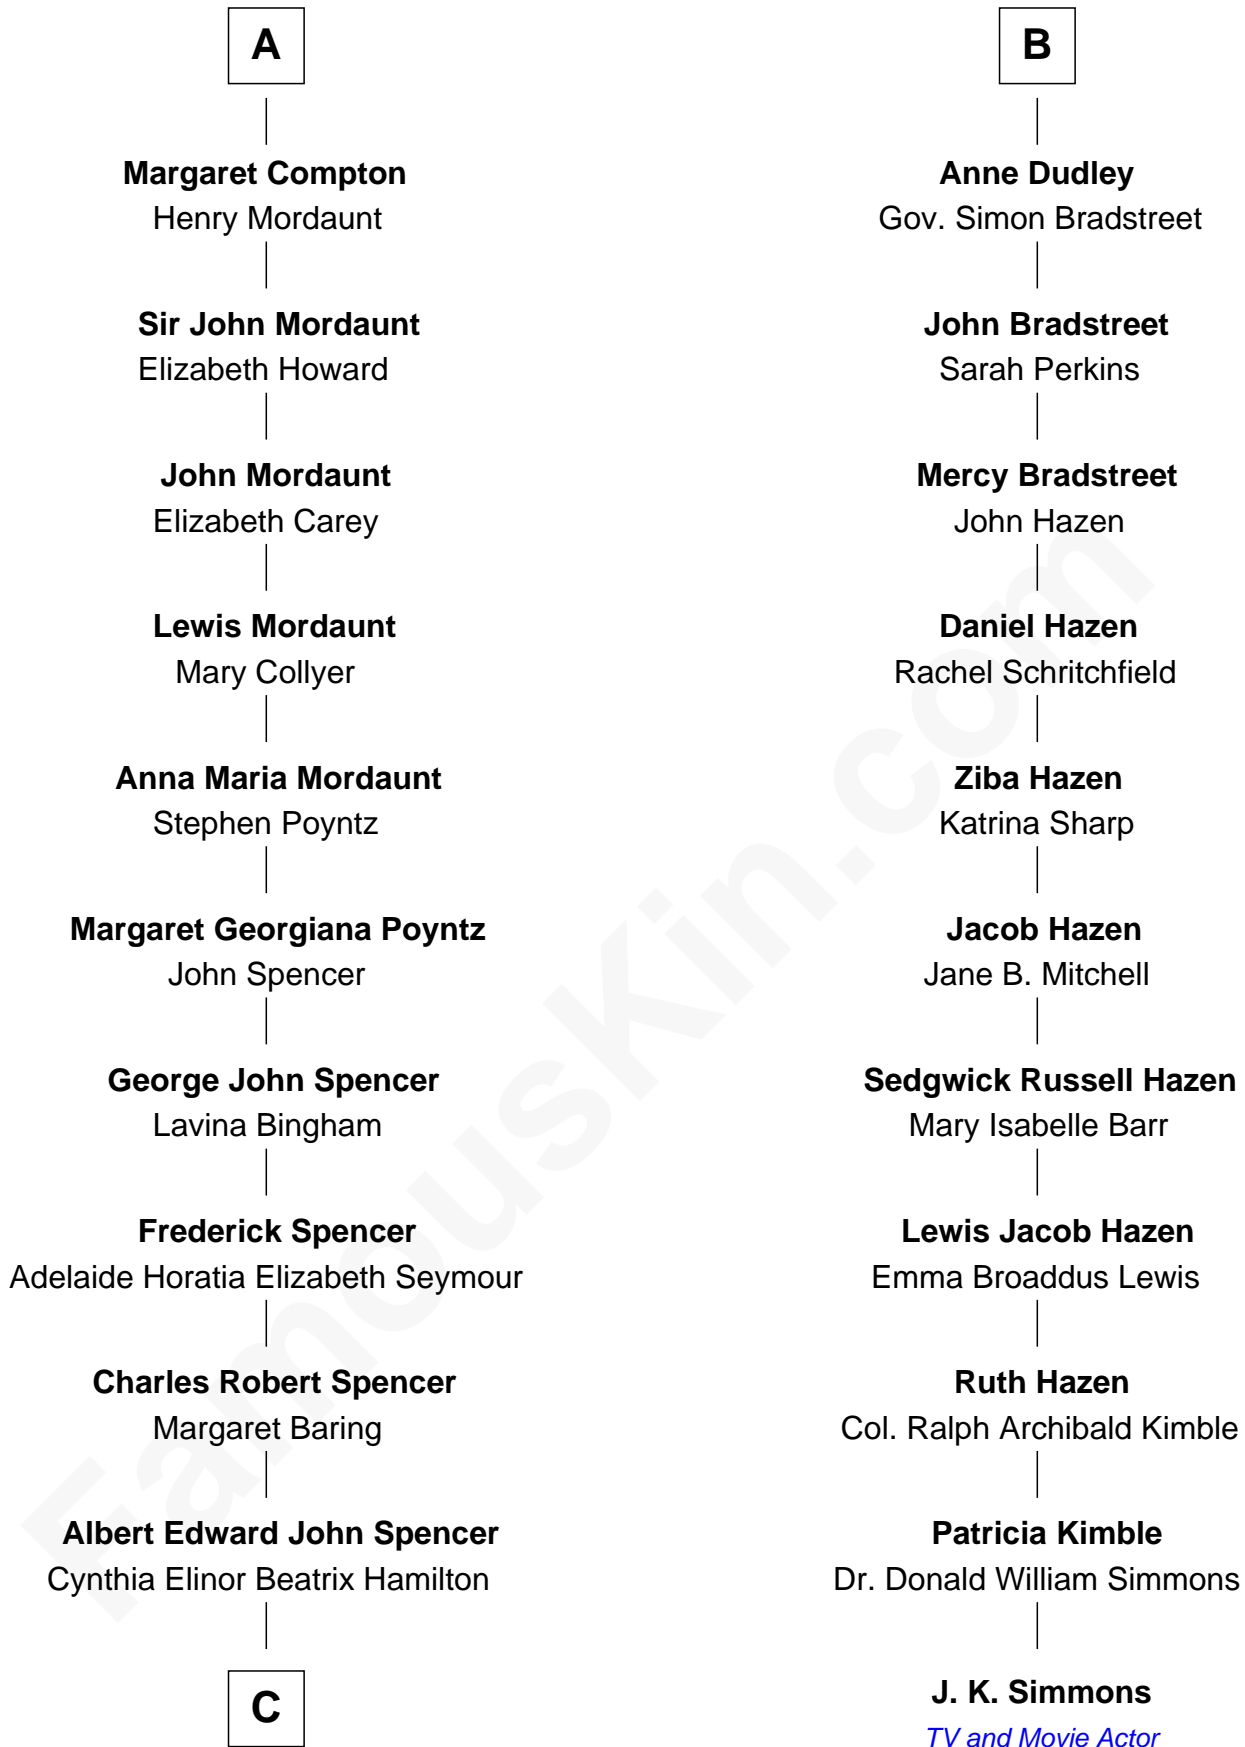 A
Margaret Compton
Henry Mordaunt
Sir John Mordaunt
Elizabeth Howard
John Mordaunt
Elizabeth Carey
Lewis Mordaunt
Mary Collyer
Anna Maria Mordaunt
Stephen Poyntz
Margaret Georgiana Poyntz
John Spencer
George John Spencer
Lavina Bingham
Frederick Spencer
Adelaide Horatia Elizabeth Seymour
Charles Robert Spencer
Margaret Baring
Albert Edward John Spencer
Cynthia Elinor Beatrix Hamilton
C
B
Anne Dudley
Gov. Simon Bradstreet
John Bradstreet
Sarah Perkins
Mercy Bradstreet
John Hazen
Daniel Hazen
Rachel Schritchfield
Ziba Hazen
Katrina Sharp
Jacob Hazen
Jane B. Mitchell
Sedgwick Russell Hazen
Mary Isabelle Barr
Lewis Jacob Hazen
Emma Broaddus Lewis
Ruth Hazen
Col. Ralph Archibald Kimble
Patricia Kimble
Dr. Donald William Simmons
J. K. Simmons
TV and Movie Actor
FamousKin.com